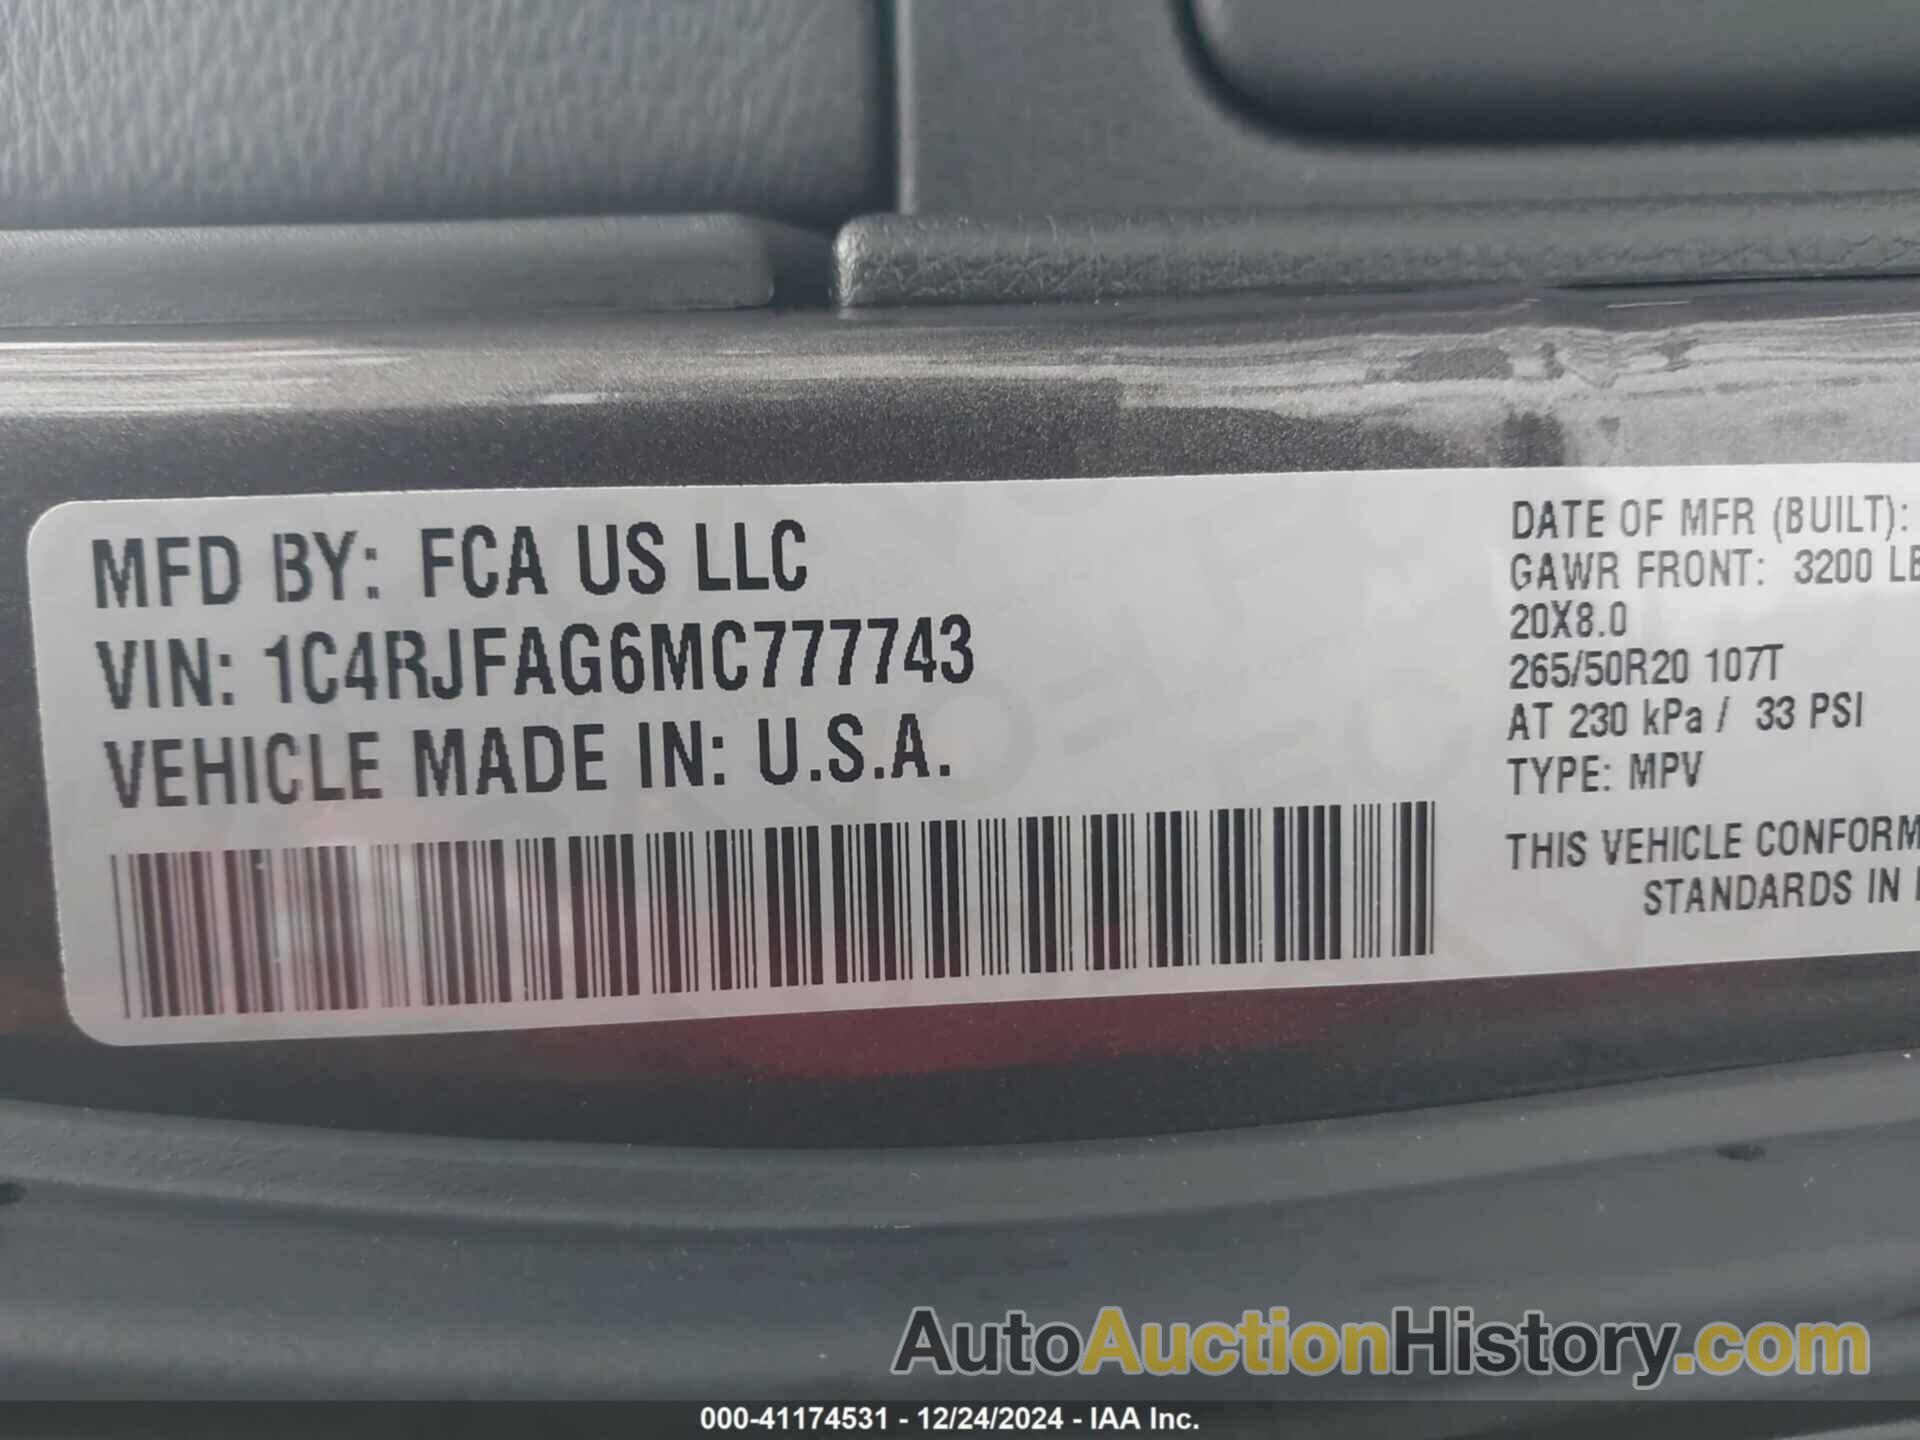 MFD BY: FCA US LLC
VIN: 1C4RJFAG6MC777743
VEHICLE MADE IN: U.S.A.
DATE OF MFR (BUILT):
GAWR FRONT: 3200 LB
20X8.0
265/50R20 107T
AT 230 kPa / 33 PSI
TYPE: MPV
THIS VEHICLE CONFORM
STANDARDS IN
AutoAuctionHistory.com
000-41174531 - 12/24/2024 - IAA Inc.